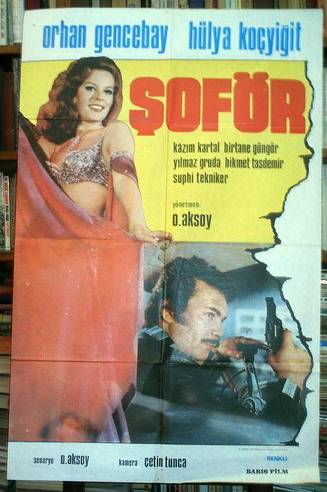 orhan gencebay hülya koçyiğit
ŞOFÖR
kazım kartal birtane güngör
yılmaz gruda hikmet taşdemir
suphi tekniker
yönetmen:
o.aksoy
senaryo o.aksoy kamera çetin tunca
RENKLİ
BARIŞ FİLM